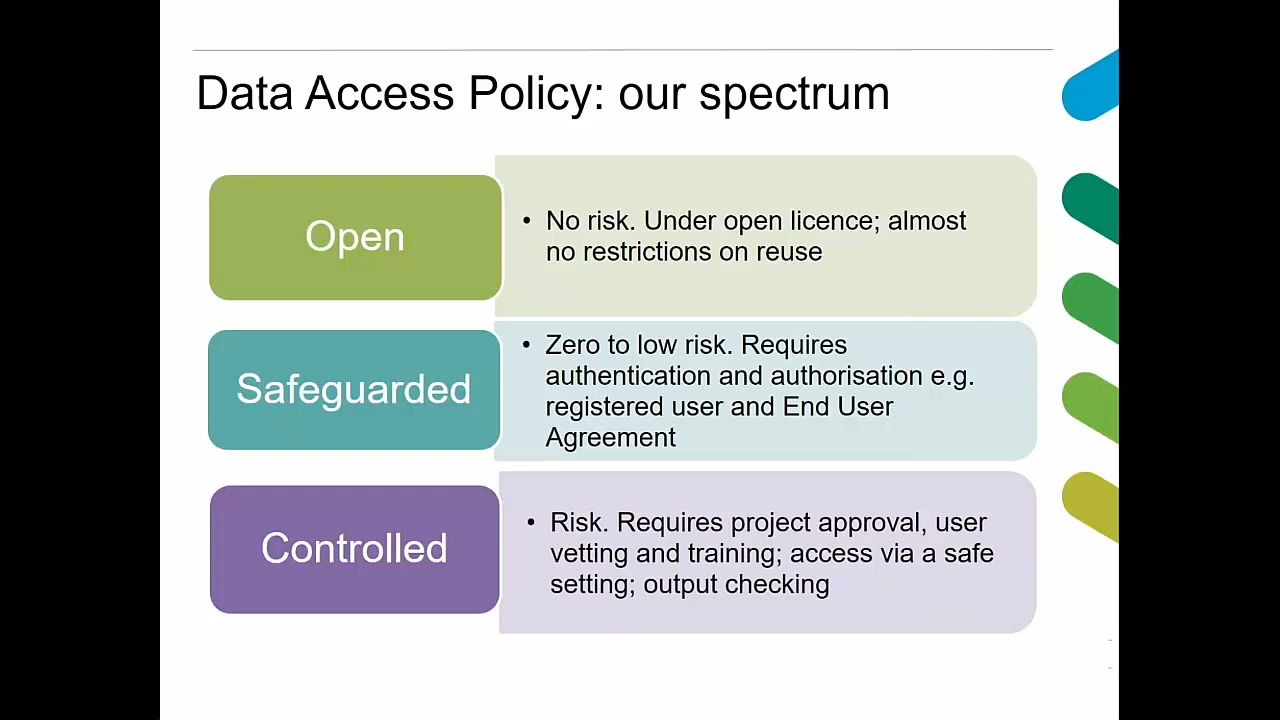 Data Access Policy: our spectrum
Open
• No risk. Under open licence; almost
no restrictions on reuse
Safeguarded
• Zero to low risk. Requires
authentication and authorisation e.g.
registered user and End User
Agreement
Controlled
• Risk. Requires project approval, user
vetting and training; access via a safe
setting; output checking